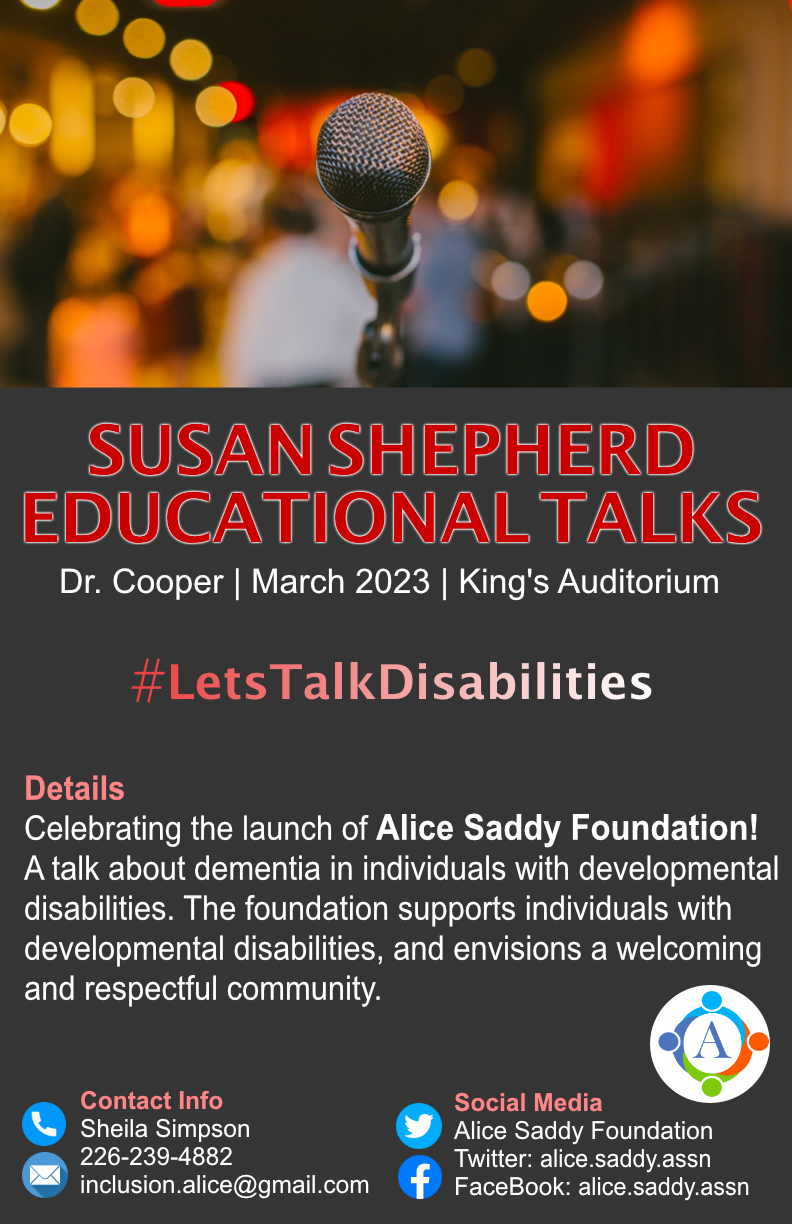 SUSAN SHEPHERD
EDUCATIONAL TALKS
Dr. Cooper | March 2023 | King's Auditorium
#LetsTalkDisabilities
Details
Celebrating the launch of Alice Saddy Foundation!
A talk about dementia in individuals with developmental
disabilities. The foundation supports individuals with
developmental disabilities, and envisions a welcoming
and respectful community.
A
Contact Info
Sheila Simpson
226-239-4882
inclusion.alice@gmail.com
Social Media
Alice Saddy Foundation
Twitter: alice.saddy.assn
FaceBook: alice.saddy.assn